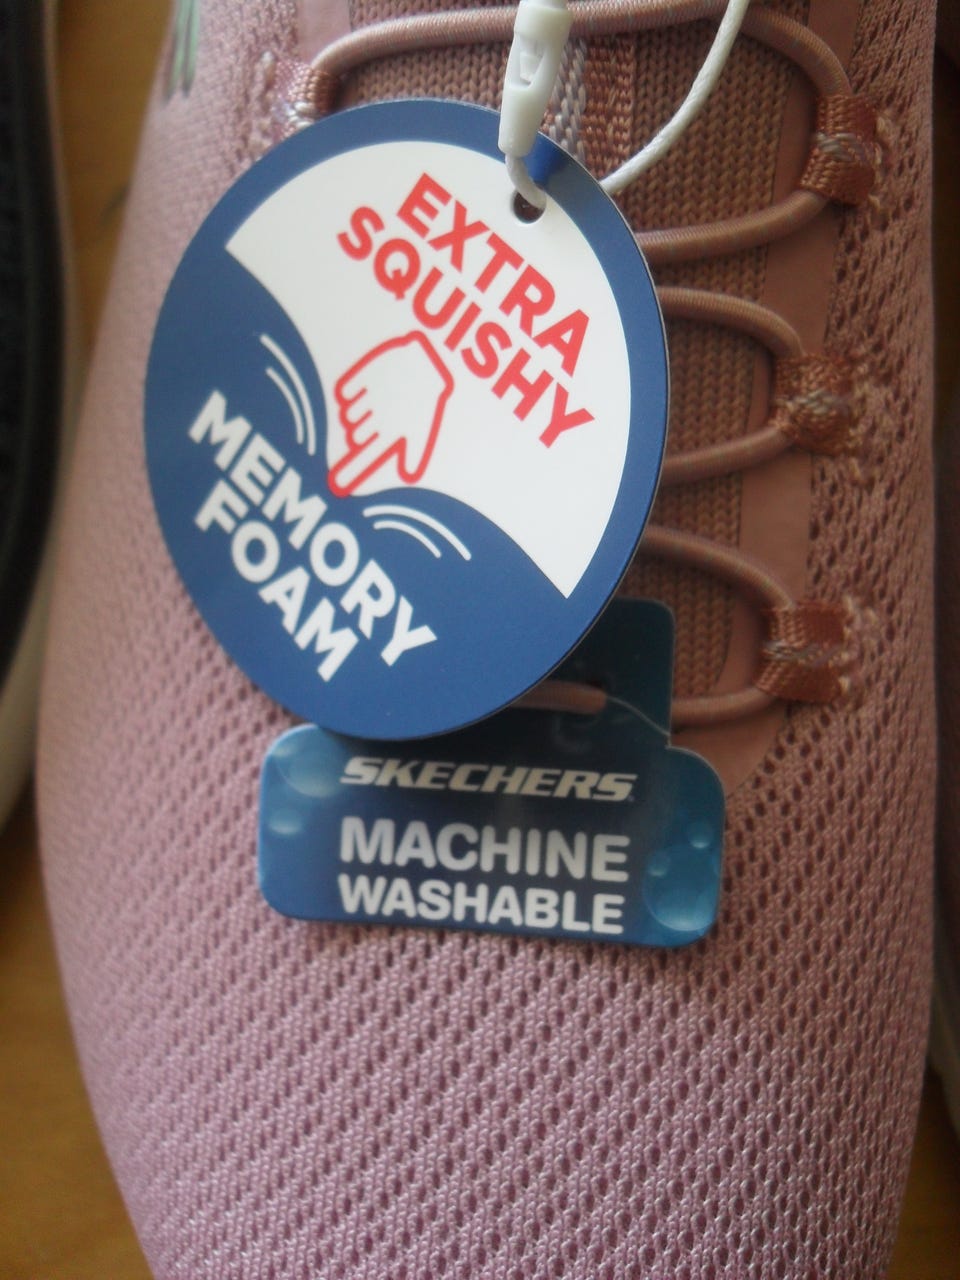 EXTRA
SQUISHY
MEMORY
FOAM
SKECHERS
MACHINE
WASHABLE